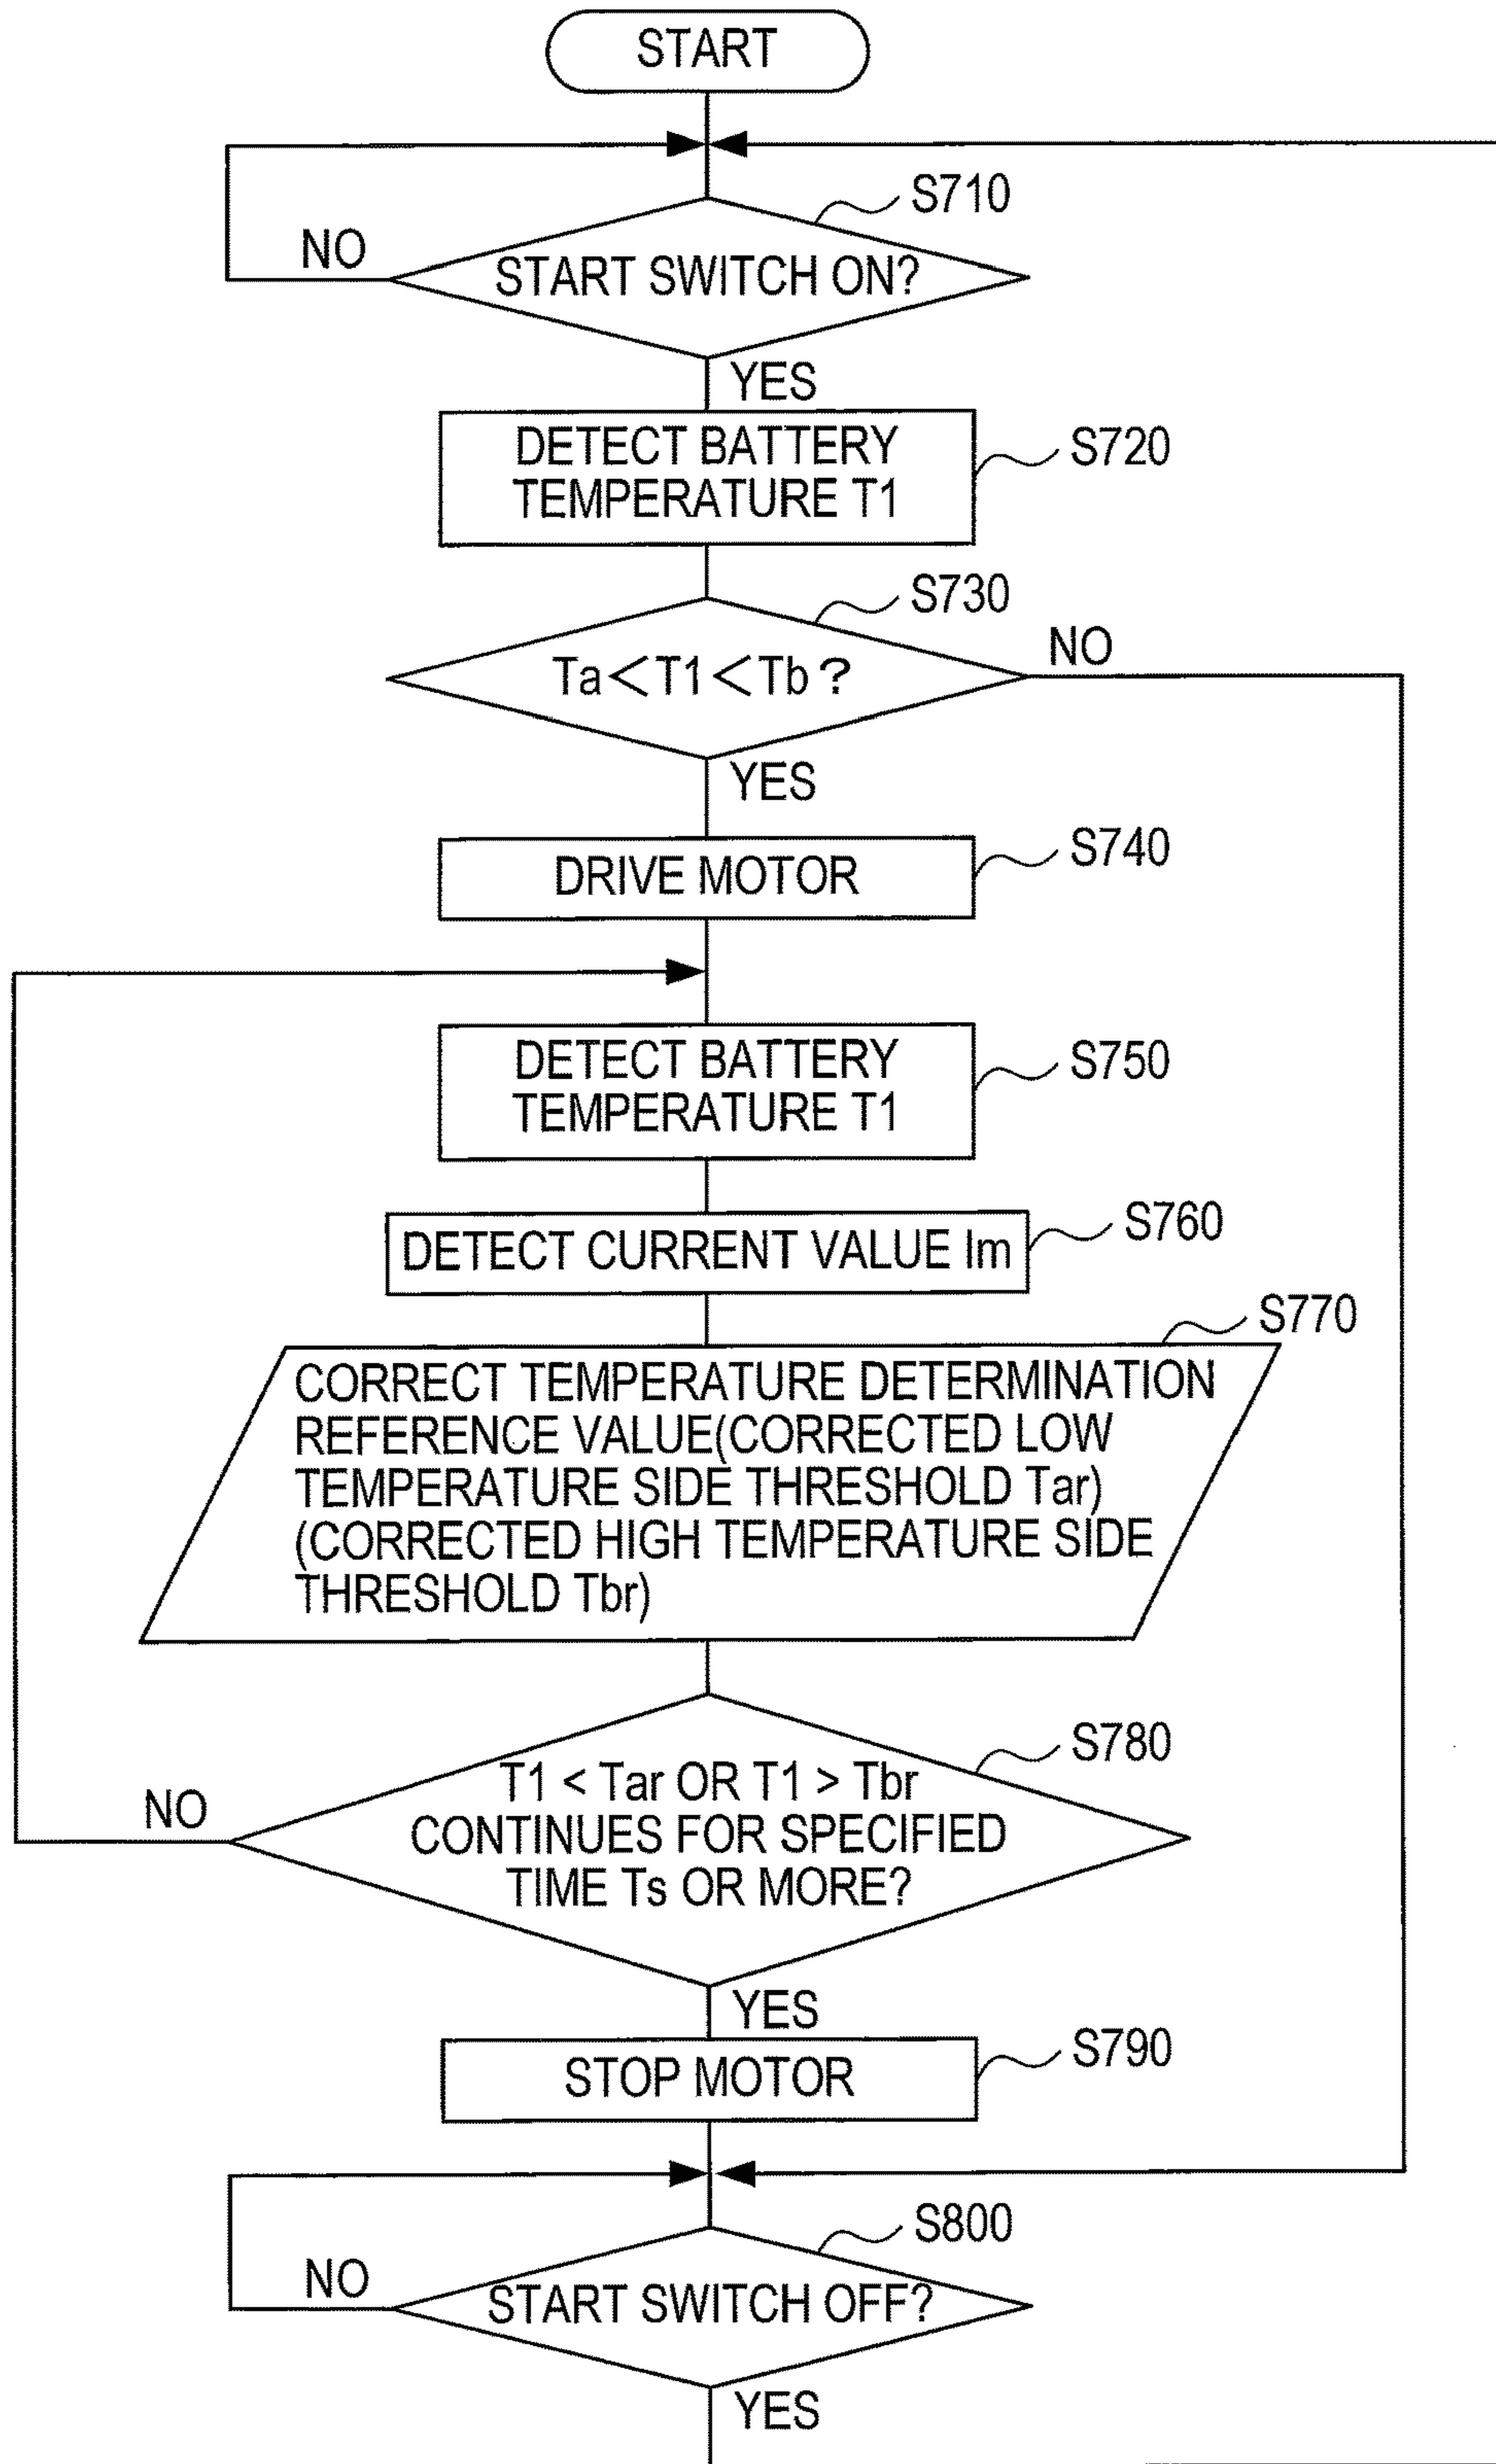 START
S710
NO
START SWITCH ON?
YES
DETECT BATTERY
TEMPERATURE T1
S720
S730
NO
Ta<T1<Tb?
YES
DRIVE MOTOR
S740
DETECT BATTERY
TEMPERATURE T1
S750
S760
DETECT CURRENT VALUE Im
S770
CORRECT TEMPERATURE DETERMINATION
REFERENCE VALUE(CORRECTED LOW
TEMPERATURE SIDE THRESHOLD Tar)
(CORRECTED HIGH TEMPERATURE SIDE
THRESHOLD Tbr)
S780
T1 < Tar OR T1 > Tbr
CONTINUES FOR SPECIFIED
TIME Ts OR MORE?
NO
YES
STOP MOTOR
S790
S800
NO
START SWITCH OFF?
YES